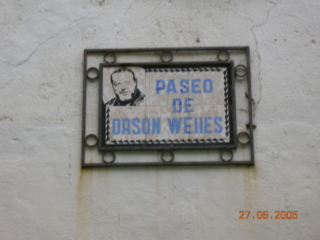 PASEO
DE
ORSON WELLES
27.06.2005